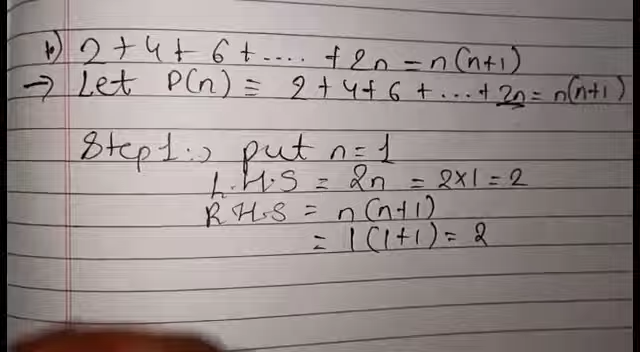 1) 2 + 4 + 6 + .... + 2n = n(n+1)
→ Let P(n) ≡ 2 + 4 + 6 + ... + 2n = n(n+1)
Step 1:-> put n = 1
L.H.S = 2n = 2×1 = 2
R.H.S = n(n+1)
= 1(1+1) = 2